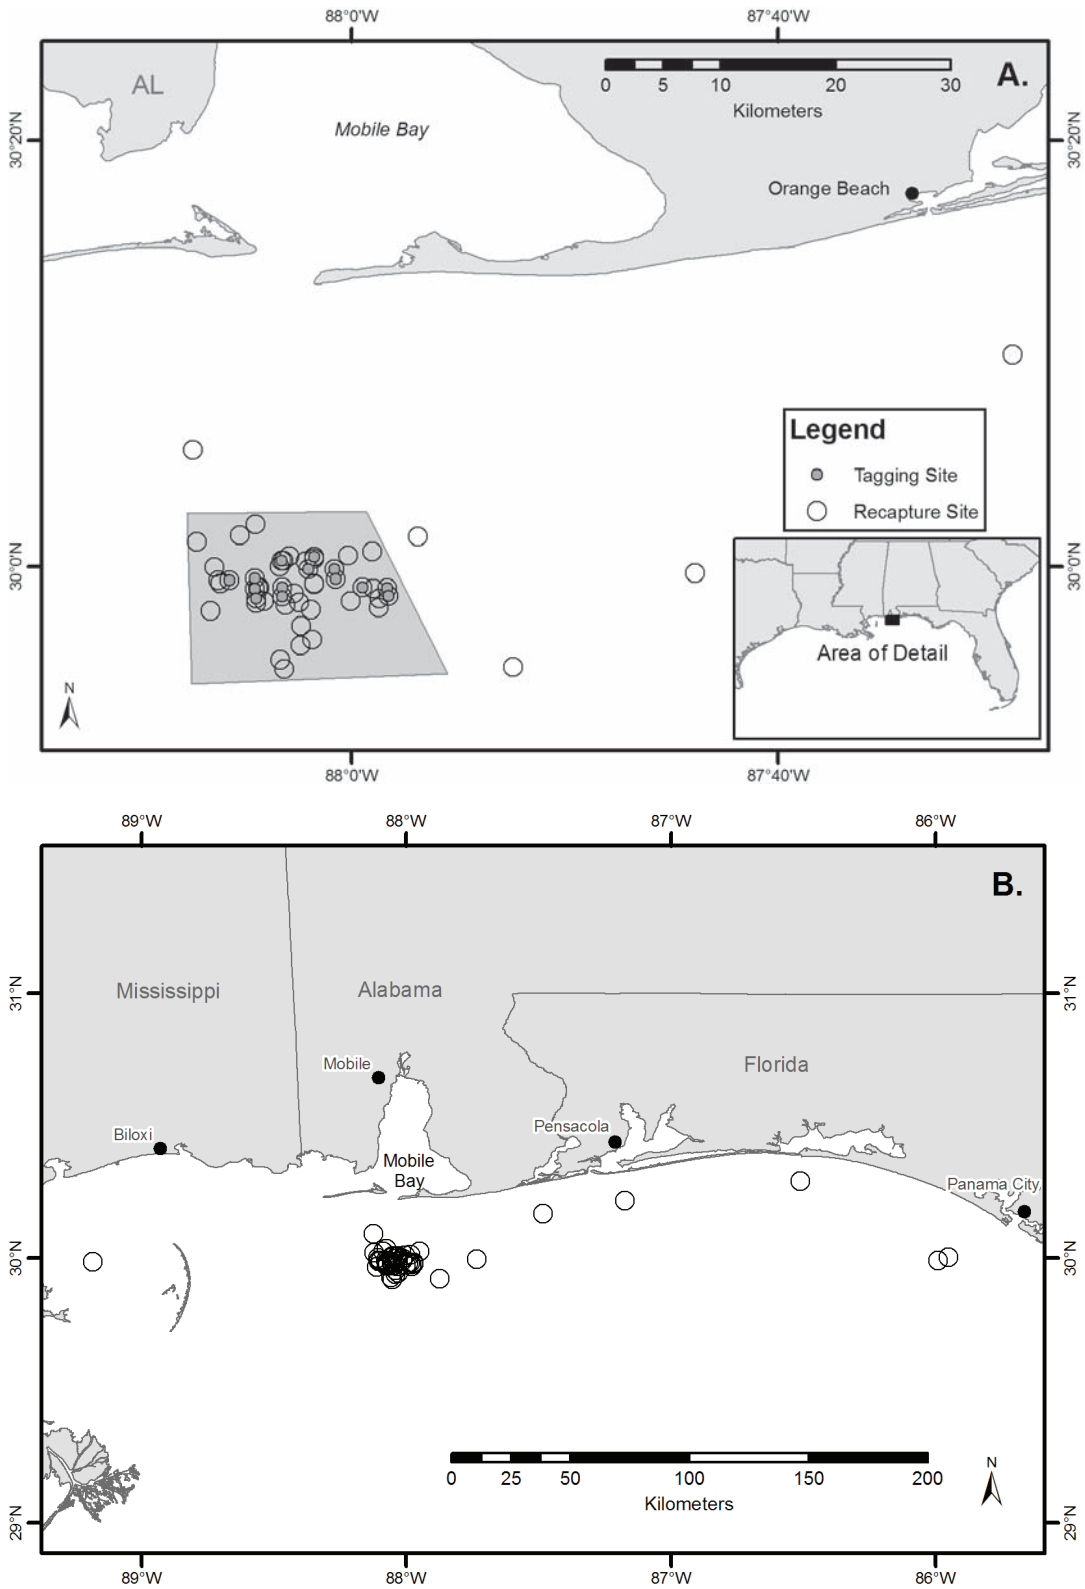 88°0'W 87°40'W
A.
AL
0 5 10 20 30
Kilometers
Mobile Bay
30°20'N 30°20'N
Orange Beach
Legend
Tagging Site
Recapture Site
30°0'N 30°0'N
Area of Detail
N
88°0'W 87°40'W
89°W 88°W 87°W 86°W
B.
31°N 31°N
Mississippi Alabama
Mobile Florida
Biloxi Pensacola
Mobile
Bay
Panama City
30°N 30°N
0 25 50 100 150 200
Kilometers
N
29°N 29°N
89°W 88°W 87°W 86°W